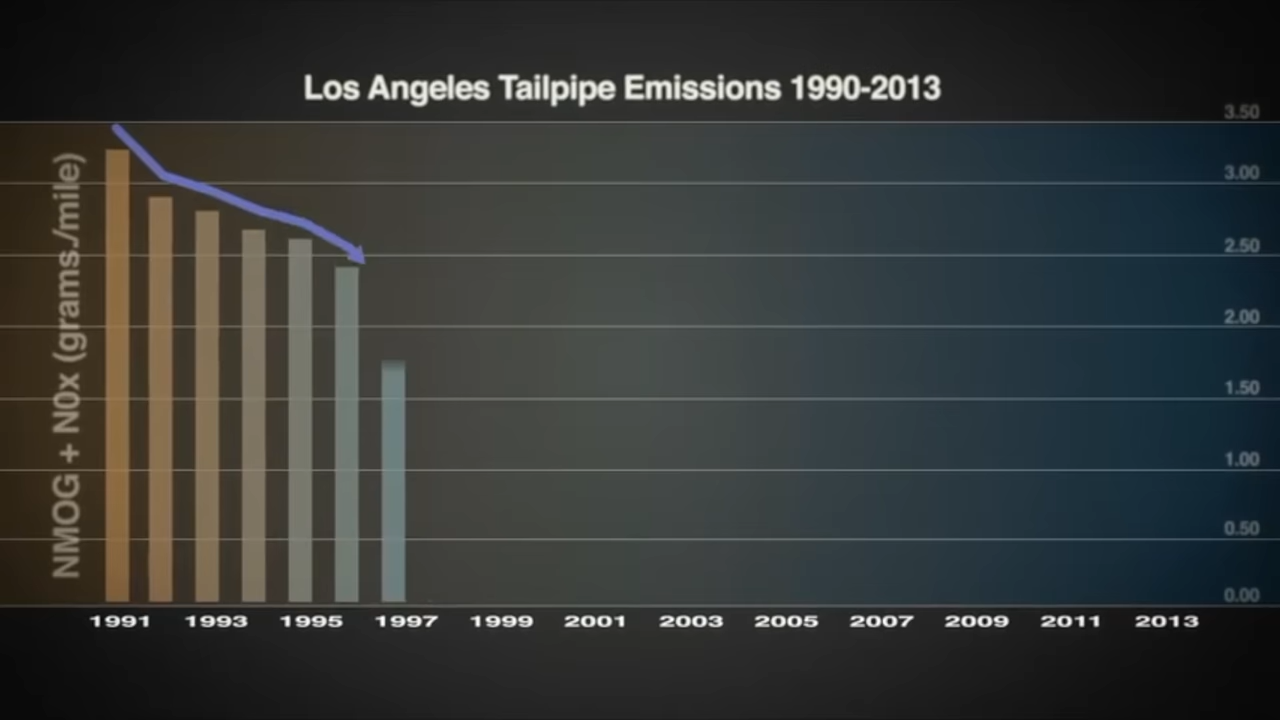 Los Angeles Tailpipe Emissions 1990-2013
NMOG + N0x (grams./mile)
3.50
3.00
2.50
2.00
1.50
1.00
0.50
0.00
1991 1993 1995 1997 1999 2001 2003 2005 2007 2009 2011 2013